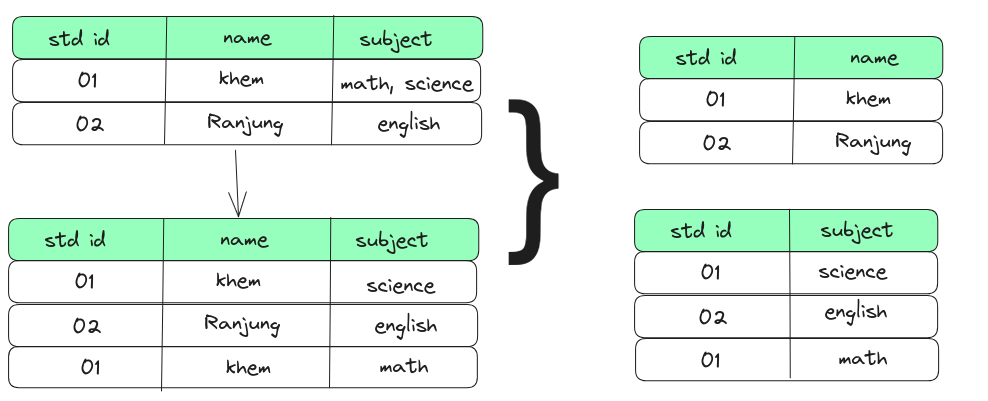 std id name subject
01 khem math, science
02 Ranjung english
std id name subject
01 khem science
02 Ranjung english
01 khem math
std id name
01 khem
02 Ranjung
std id subject
01 science
02 english
01 math